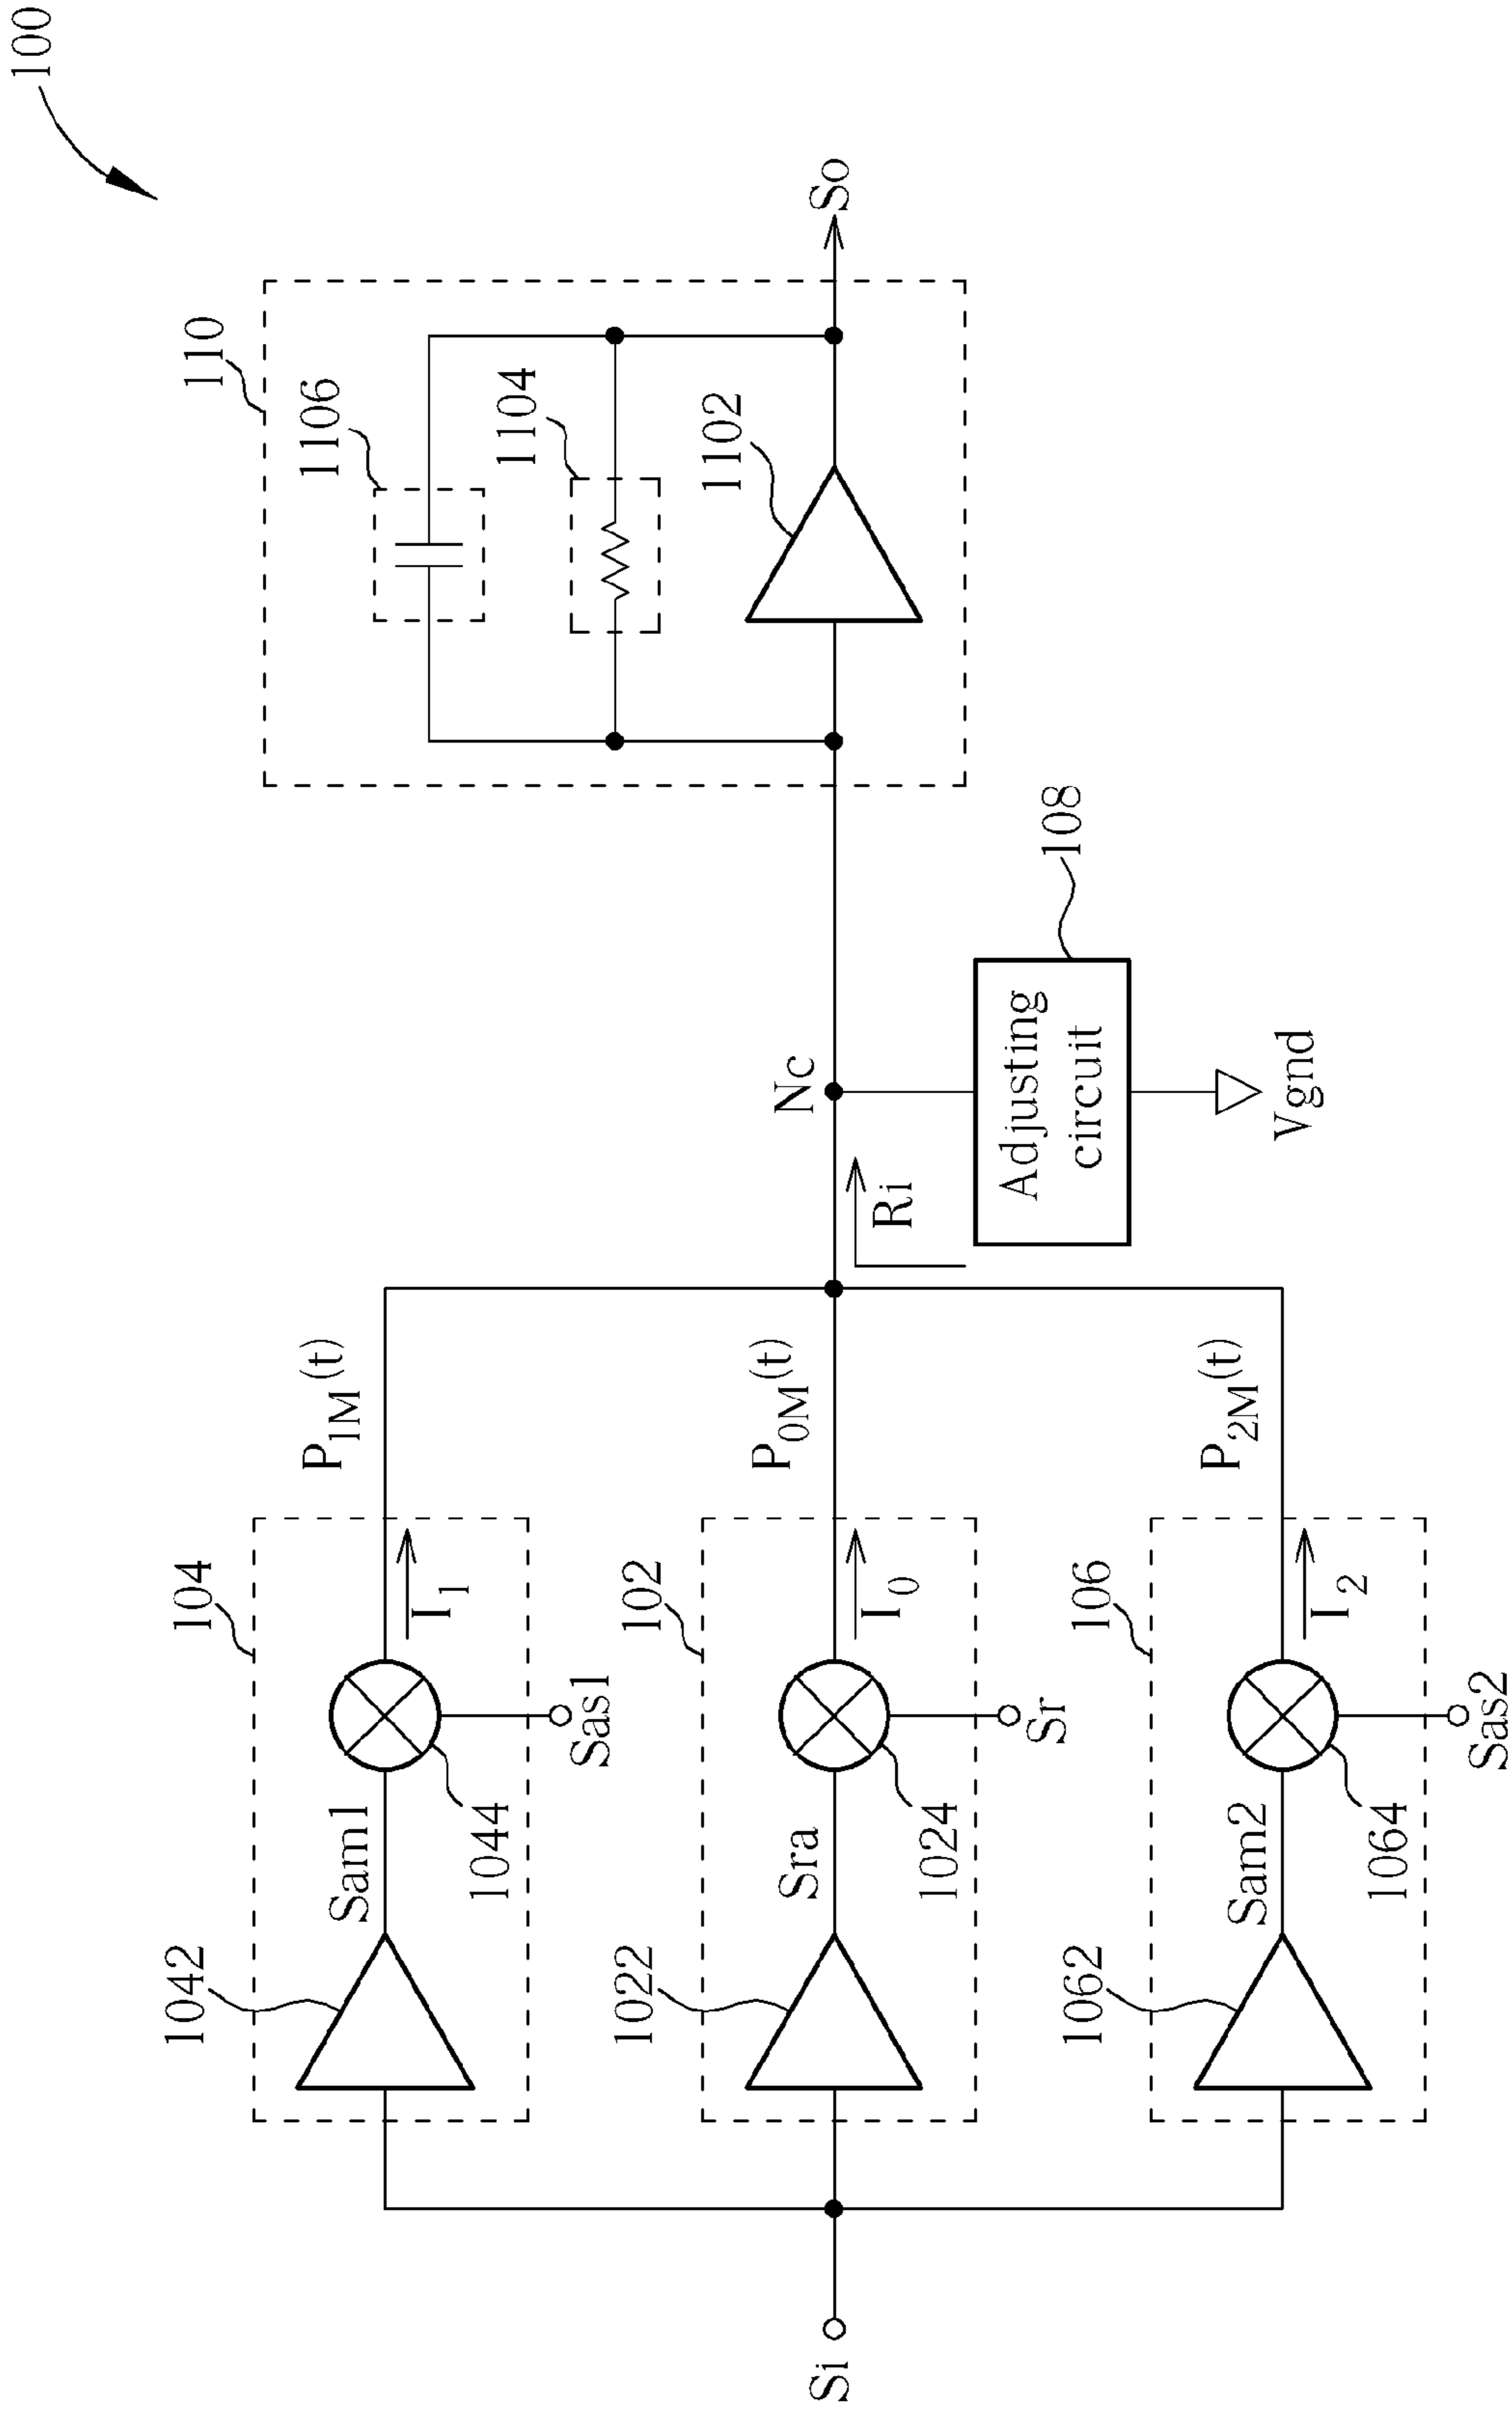 100
110
1106
1104
1102
So
Nc
Ri
Adjusting
circuit
108
Vgnd
104
1042
Sam1
1044
Sas1
I1
P1M(t)
102
1022
Sra
1024
Sr
I0
P0M(t)
106
1062
Sam2
1064
Sas2
I2
P2M(t)
Si